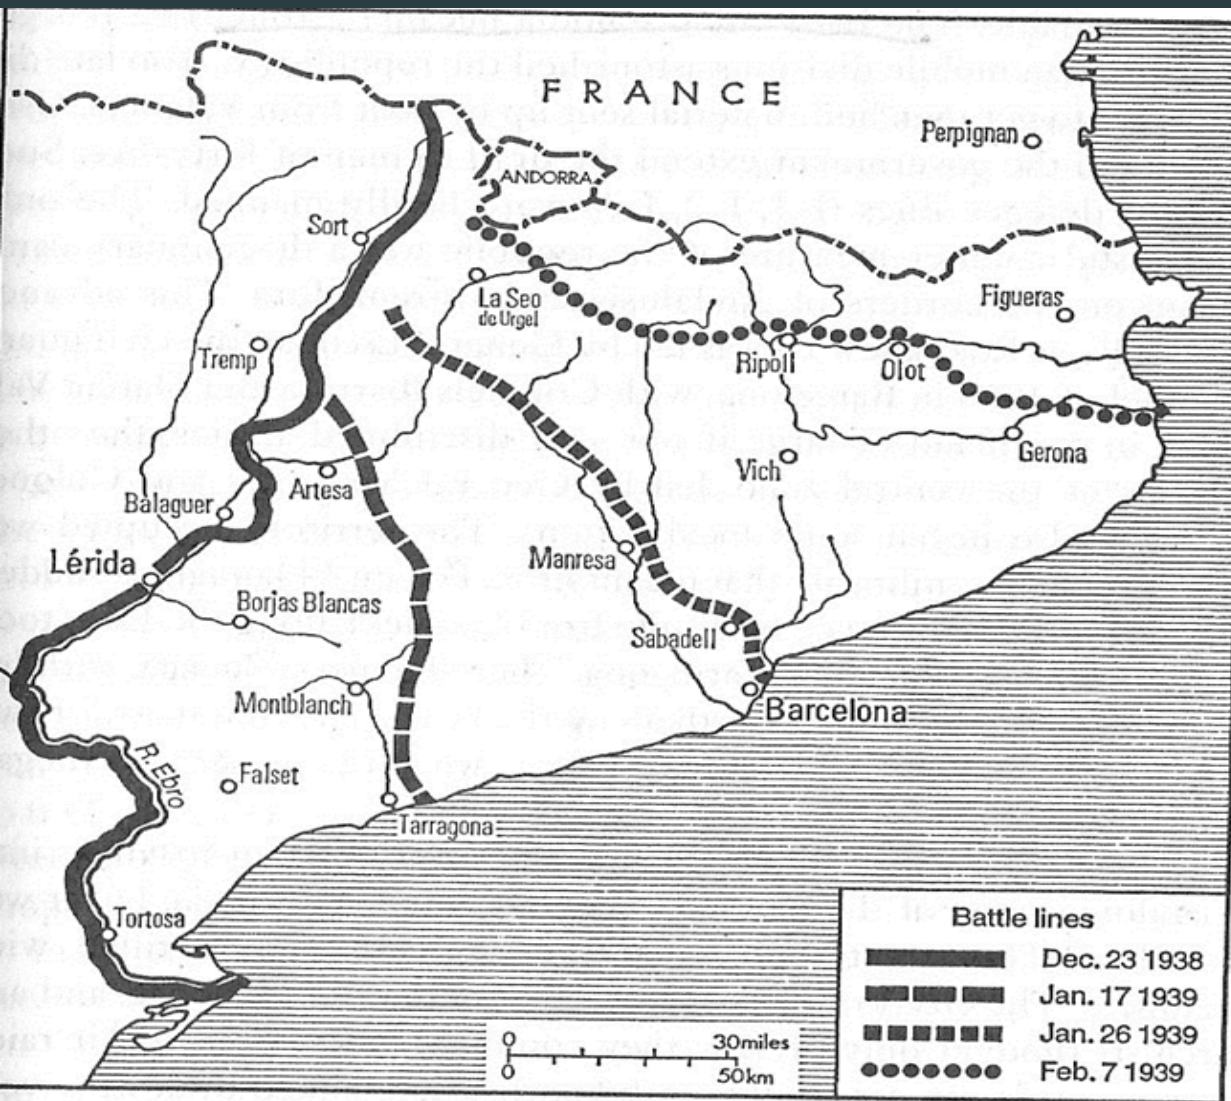 FRANCE
Perpignan
ANDORRA
Sort
La Seo
de Urgel
Figueras
Tremp
Ripoll
Olot
Artesa
Vich
Gerona
Balaguer
Lérida
Manresa
Borjas Blancas
Sabadell
Montblanch
Barcelona
R. Ebro
Falset
Tarragona
Tortosa
Battle lines
Dec. 23 1938
Jan. 17 1939
Jan. 26 1939
Feb. 7 1939
0 30miles
0 50km